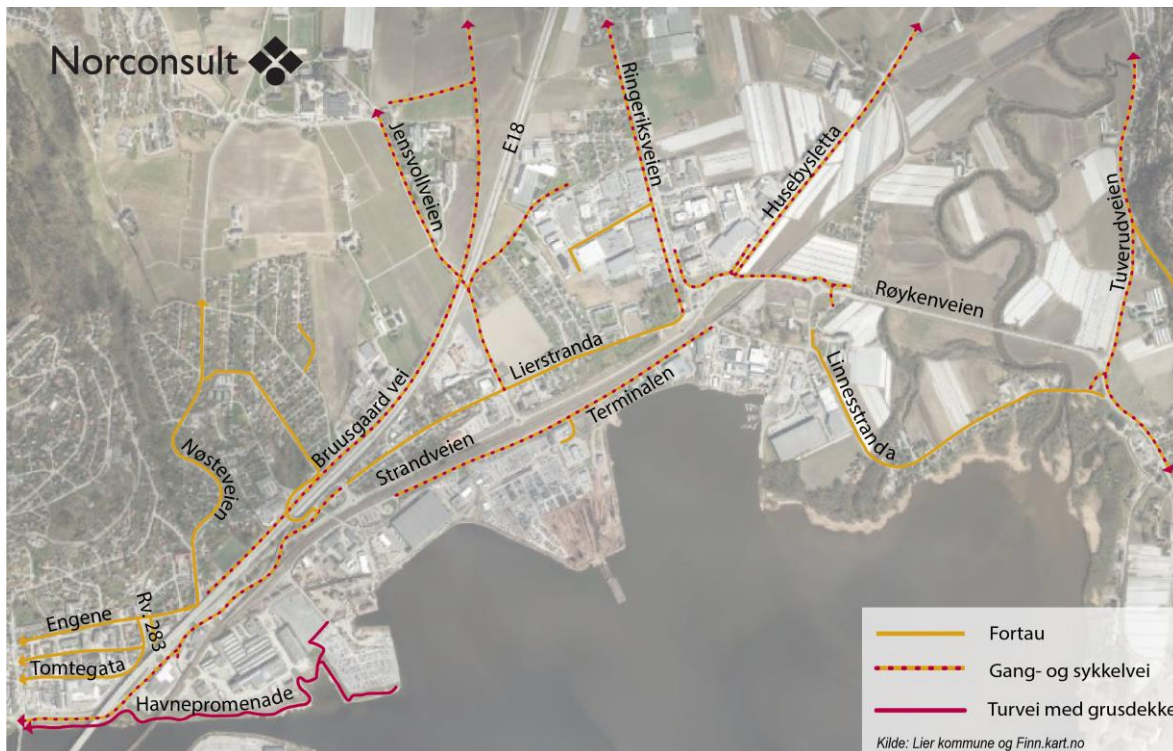 Norconsult
Jensvollveien
E18
Ringeriksveien
Husebysletta
Tuverudveien
Røykenveien
Lierstranda
Bruusgaard vei
Terminalen
Linnesstranda
Strandveien
Nøsteveien
Rv. 283
Engene
Tomtegata
Havnepromenade
Fortau
Gang- og sykkelvei
Turvei med grusdekke
Kilde: Lier kommune og Finn.kart.no